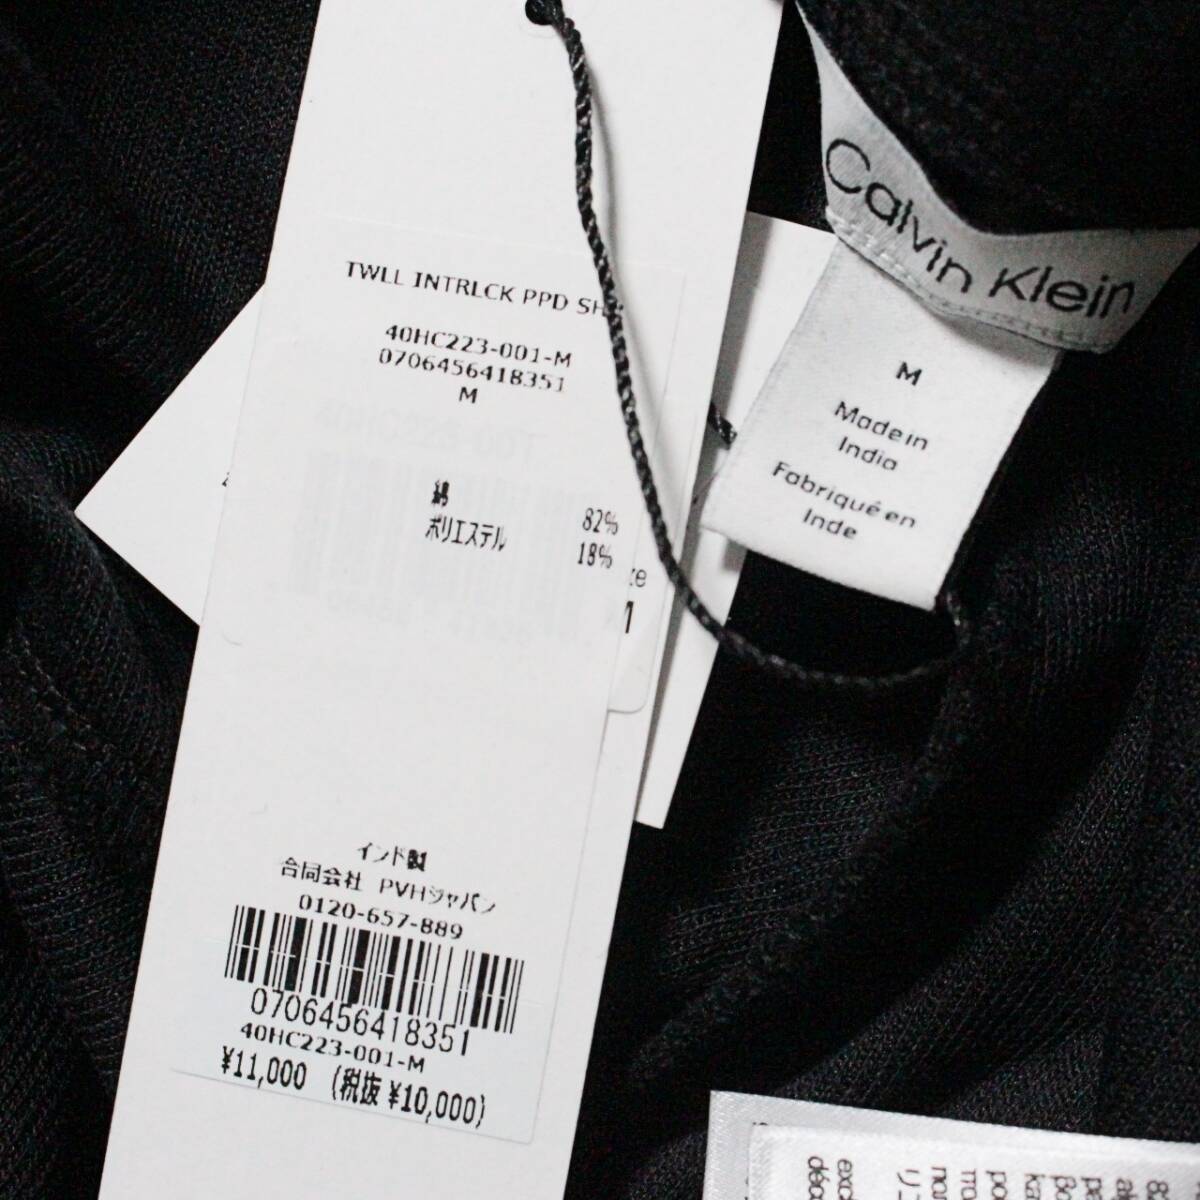 TWLL INTRLCK PPD
40HC223-001-M
0706456418351
M
綿 82%
ポリエステル 18%
インド製
合同会社 PVHジャパン
0120-657-889
0706456418351
40HC223-001-M
¥11,000 (税抜 ¥10,000)
Calvin Klein
M
Made in
India
Fabriqué en
Inde